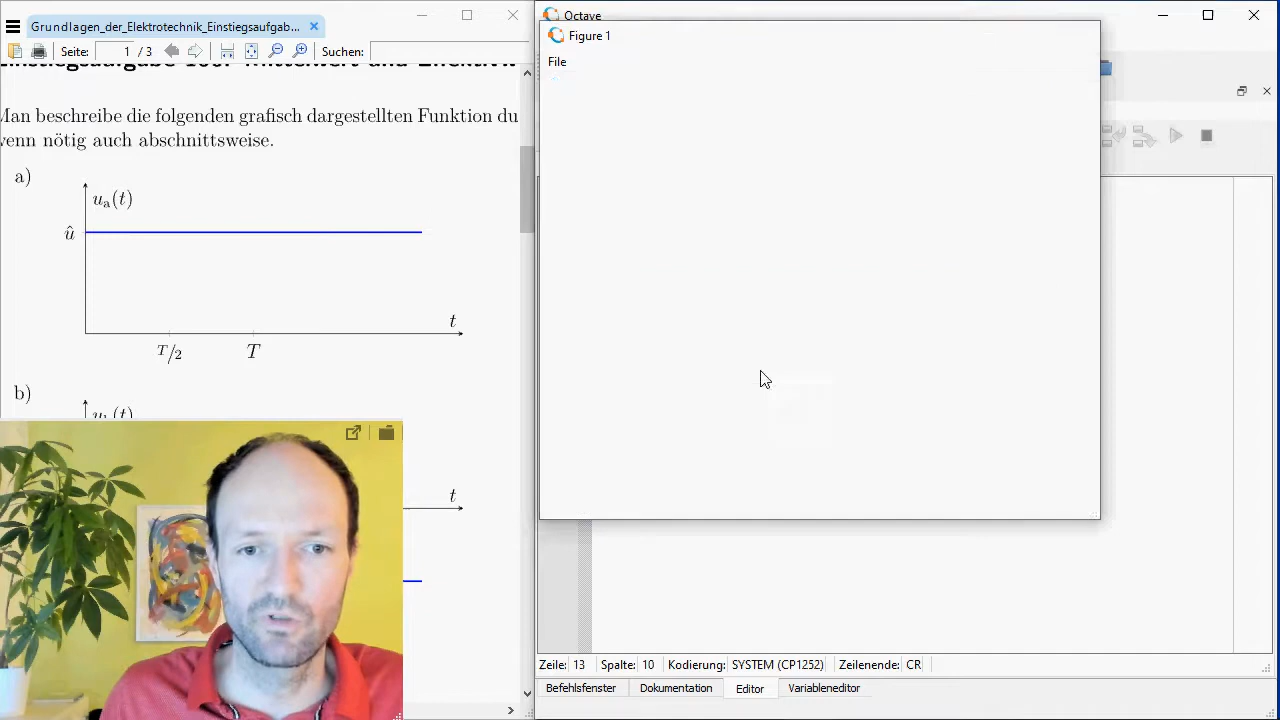 Grundlagen_der_Elektrotechnik_Einstiegsaufgab...
Seite: 1 / 3 Suchen:
Man beschreibe die folgenden grafisch dargestellten Funktion du
wenn nötig auch abschnittsweise.
a)
uₐ(t)
û
t
T/2 T
b)
t
Octave
Figure 1
File
Zeile: 13 Spalte: 10 Kodierung: SYSTEM (CP1252) Zeilenende: CR
Befehlsfenster Dokumentation Editor Variableneditor